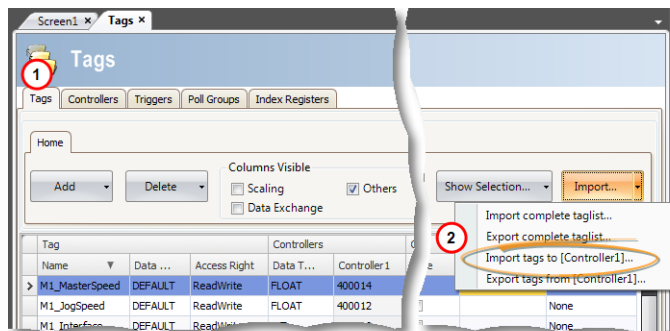 Screen1 × Tags ×
Tags
1
Tags Controllers Triggers Poll Groups Index Registers
Home
Columns Visible
Add Delete Scaling Others Show Selection... Import...
Data Exchange
Import complete taglist...
2 Export complete taglist...
Tag Controllers
Import tags to [Controller1]...
Name Data ... Access Right Data T... Controller1
Export tags from [Controller1]...
M1_MasterSpeed DEFAULT ReadWrite FLOAT 400014
M1_JogSpeed DEFAULT ReadWrite FLOAT 400012 None
M1_Interface DEFAULT ReadWrite None